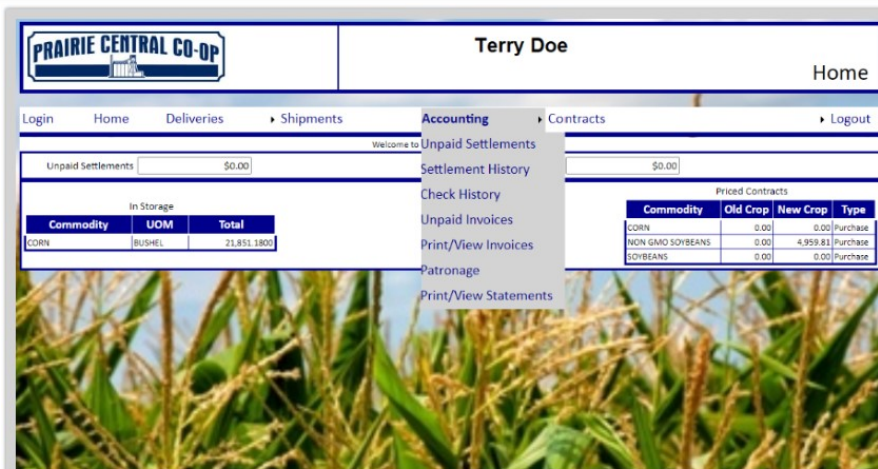 PRAIRIE CENTRAL CO-OP
Terry Doe
Home
Login Home Deliveries Shipments Accounting Contracts Logout
Welcome to
Unpaid Settlements
Settlement History
Check History
Unpaid Invoices
Print/View Invoices
Patronage
Print/View Statements
Unpaid Settlements $0.00 $0.00
In Storage
Commodity UOM Total
CORN BUSHEL 21,851.1800
Priced Contracts
Commodity Old Crop New Crop Type
CORN 0.00 0.00 Purchase
NON GMO SOYBEANS 0.00 4,959.81 Purchase
SOYBEANS 0.00 0.00 Purchase